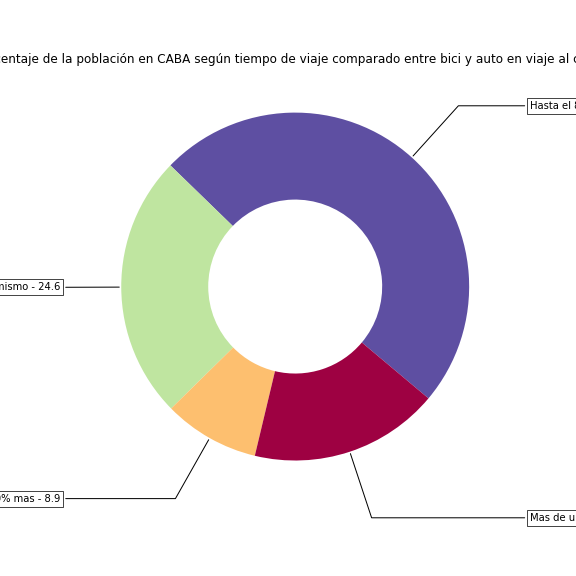 entaje de la población en CABA según tiempo de viaje comparado entre bici y auto en viaje al
Hasta el
mismo - 24.6
% mas - 8.9
Mas de u